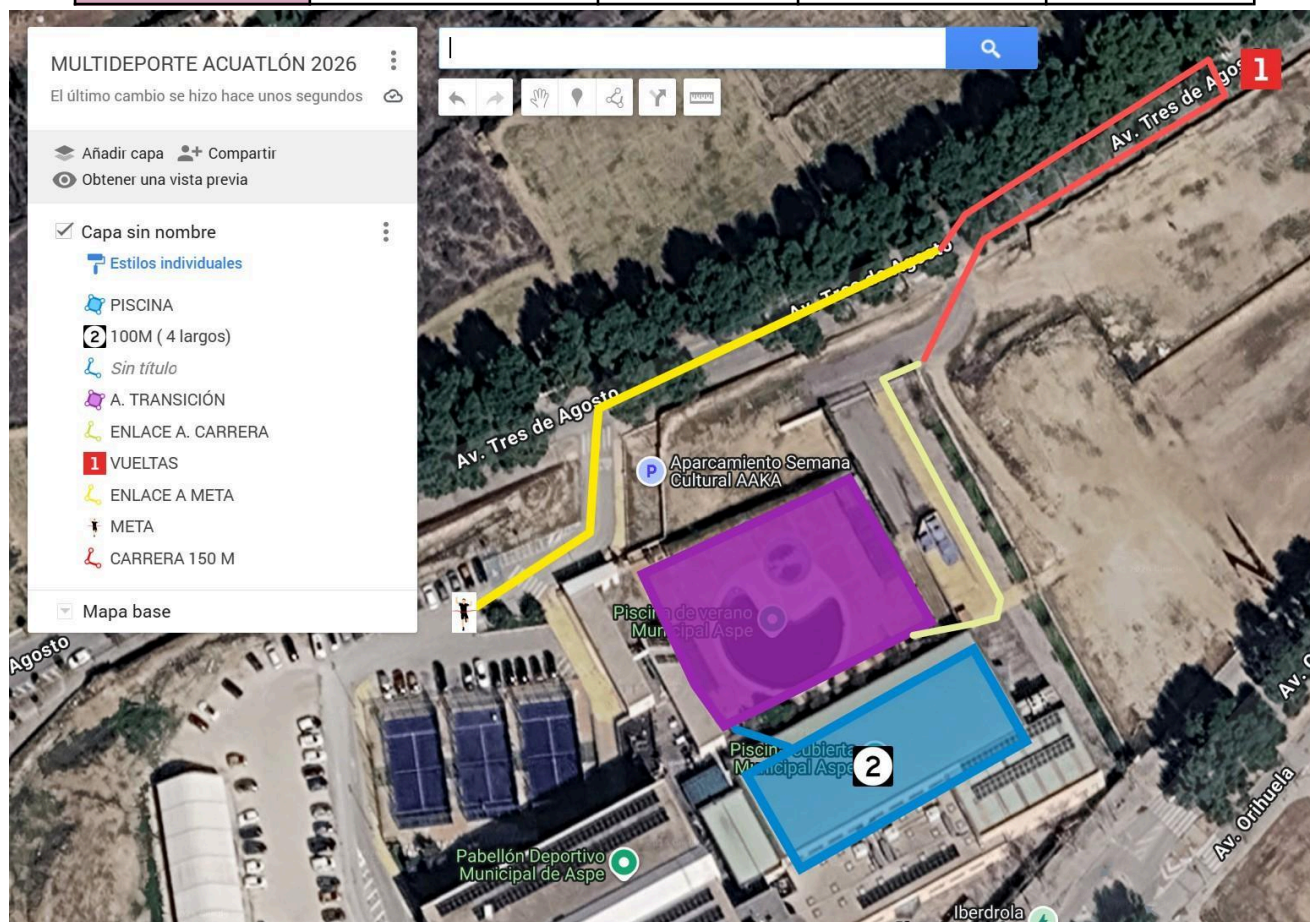 MULTIDEPORTE ACUATLÓN 2026
El último cambio se hizo hace unos segundos
Añadir capa Compartir
Obtener una vista previa
Capa sin nombre
Estilos individuales
PISCINA
2 100M ( 4 largos)
Sin título
A. TRANSICIÓN
ENLACE A. CARRERA
1 VUELTAS
ENLACE A META
META
CARRERA 150 M
Mapa base
1
Av. Tres de Agos
Av. Tres de Agosto
Av. Tres de Agosto
P
Aparcamiento Semana
Cultural AAKA
Piscina de verano
Municipal Aspe
Agosto
Piscina cubierta
Municipal Aspe
2
Pabellón Deportivo
Municipal de Aspe
Av. Orihuela
Iberdrola